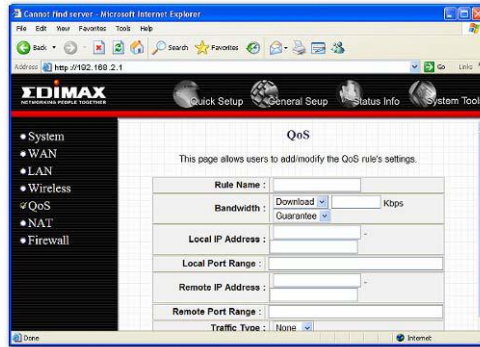 Cannot find server - Microsoft Internet Explorer
File Edit View Favorites Tools Help
Back Search Favorites
Address http://192.168.2.1 Go Links
EDIMAX
NETWORKING PEOPLE TOGETHER
Quick Setup General Seup Status Info System Tool
System
WAN
LAN
Wireless
QoS
NAT
Firewall
QoS
This page allows users to add/modify the QoS rule's settings.
Rule Name :
Bandwidth : Download Kbps
Guarantee
Local IP Address : -
Local Port Range :
Remote IP Address : -
Remote Port Range :
Traffic Type : None
Done Internet